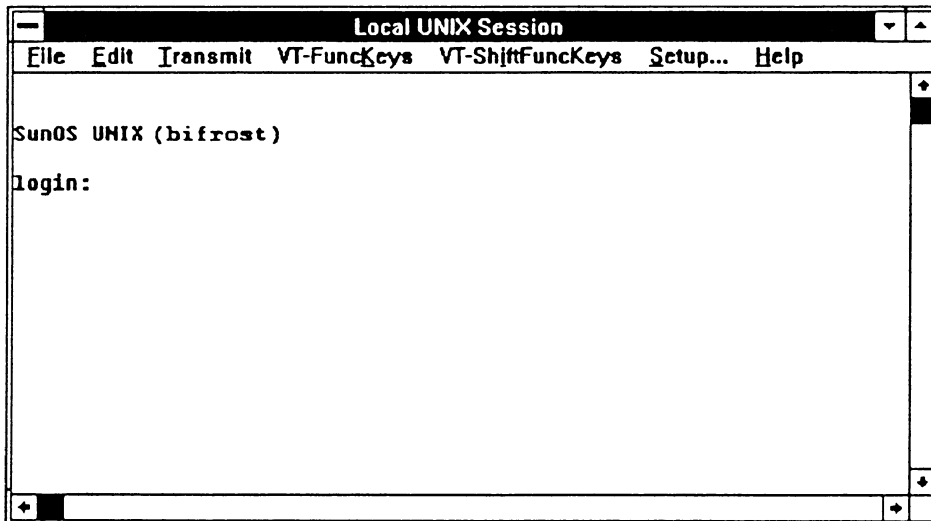 Local UNIX Session
File Edit Transmit VT-FuncKeys VT-ShiftFuncKeys Setup... Help
SunOS UNIX (bifrost)
login: